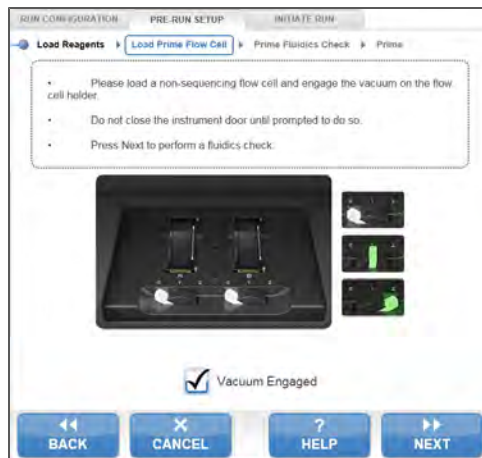 RUN CONFIGURATION PRE-RUN SETUP INITIATE RUN
Load Reagents Load Prime Flow Cell Prime Fluidics Check Prime
• Please load a non-sequencing flow cell and engage the vacuum on the flow
cell holder.
• Do not close the instrument door until prompted to do so.
• Press Next to perform a fluidics check.
Vacuum Engaged
BACK CANCEL ? HELP NEXT